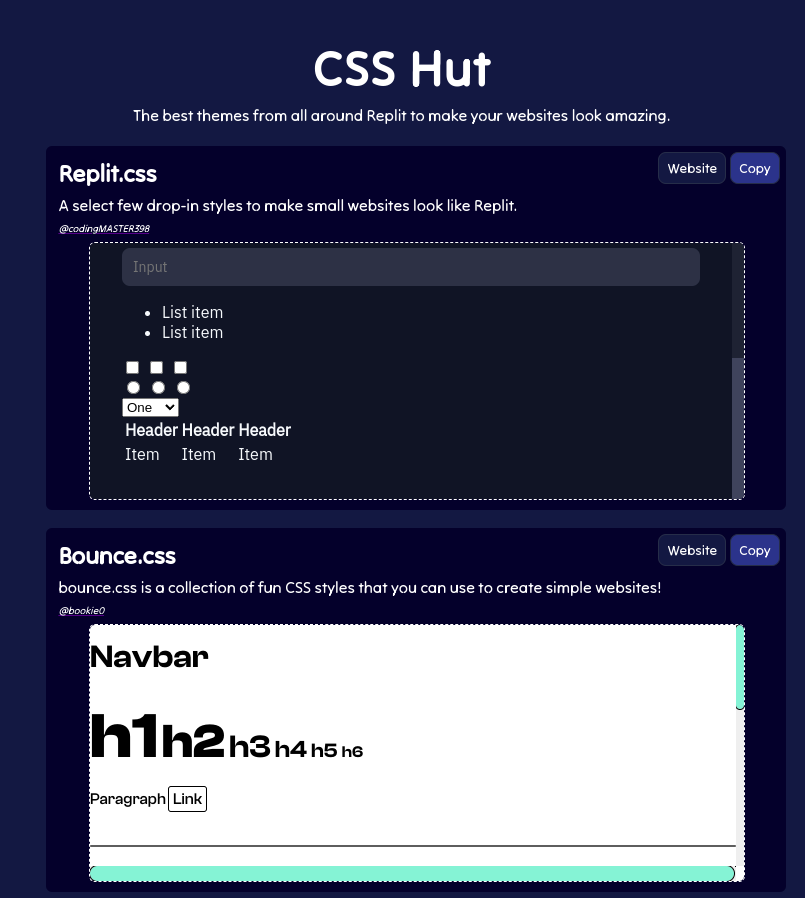 CSS Hut
The best themes from all around Replit to make your websites look amazing.
Replit.css
Website
Copy
A select few drop-in styles to make small websites look like Replit.
@codingMASTER398
Input
List item
List item
One
Header Header Header
Item Item Item
Bounce.css
Website
Copy
bounce.css is a collection of fun CSS styles that you can use to create simple websites!
@bookie0
Navbar
h1 h2 h3 h4 h5 h6
Paragraph Link